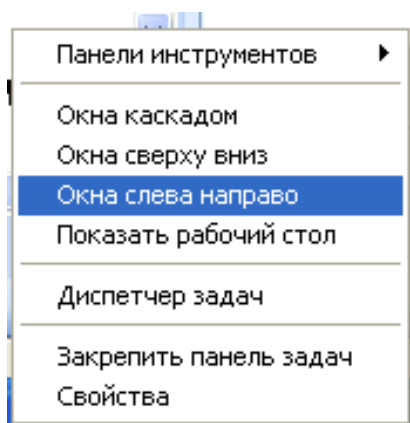 Панели инструментов
Окна каскадом
Окна сверху вниз
Окна слева направо
Показать рабочий стол
Диспетчер задач
Закрепить панель задач
Свойства